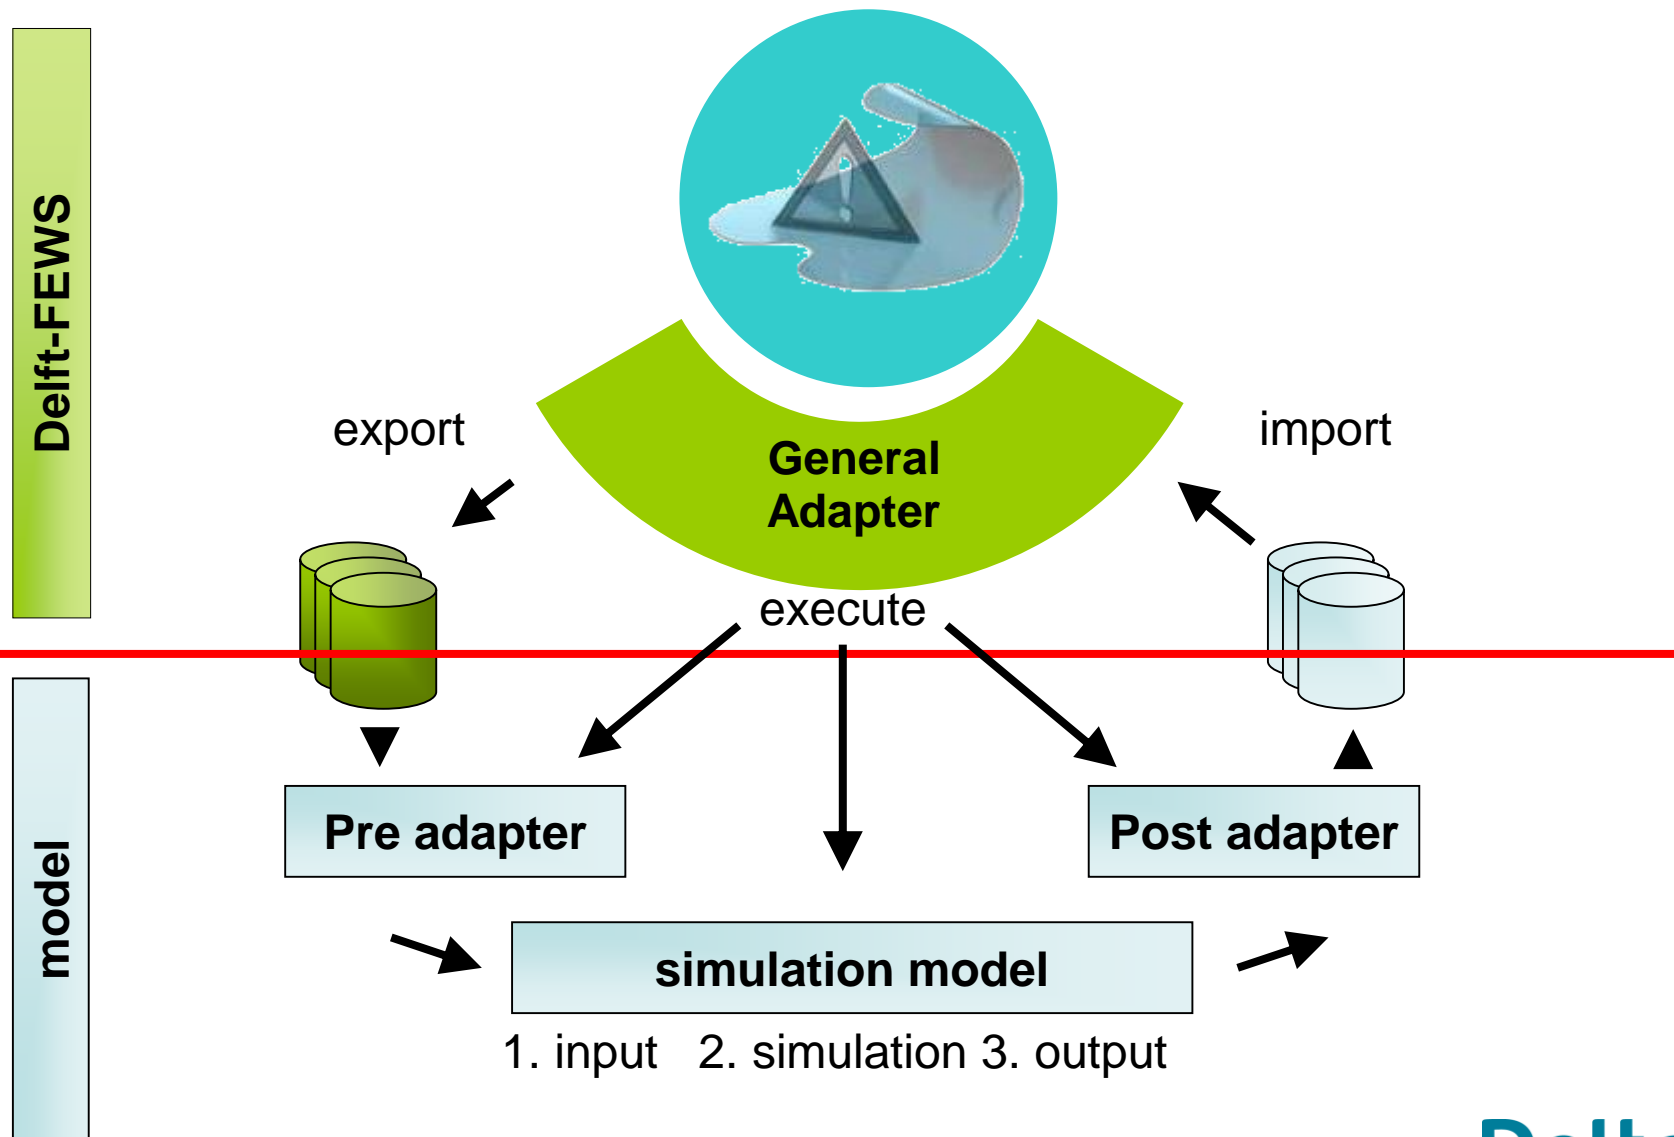 Delft-FEWS
export
import
General
Adapter
execute
Pre adapter
Post adapter
model
simulation model
1. input 2. simulation 3. output